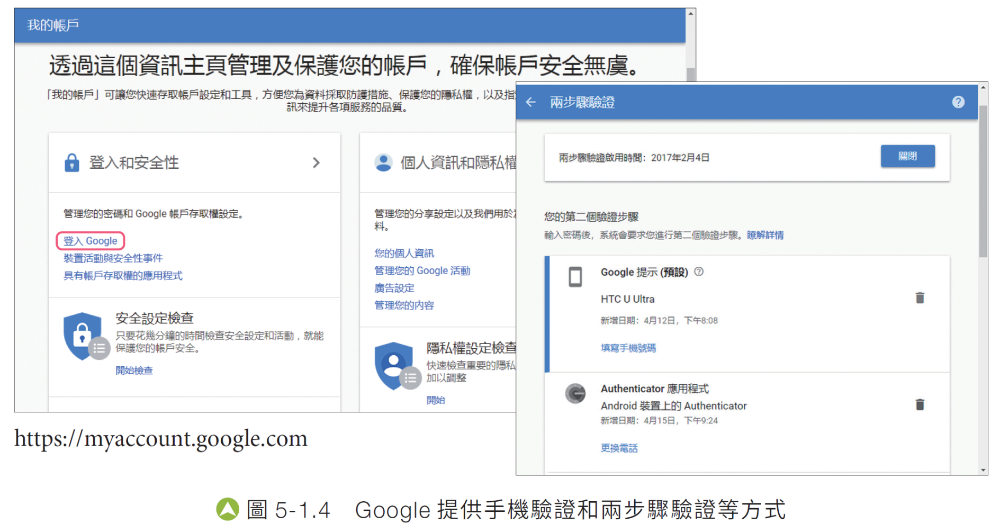 我的帳戶
透過這個資訊主頁管理及保護您的帳戶，確保帳戶安全無虞。
「我的帳戶」可讓您快速存取帳戶設定和工具，方便您為資料採取防護措施、保護您的隱私權，以及指
訊來提升各項服務的品質。
登入和安全性
管理您的密碼和 Google 帳戶存取權設定。
登入 Google
裝置活動與安全性事件
具有帳戶存取權的應用程式
安全設定檢查
只要花幾分鐘的時間檢查安全設定和活動，就能
保護您的帳戶安全。
開始檢查
個人資訊和隱私權
管理您的分享設定以及我們用於
料。
您的個人資訊
管理您的 Google 活動
廣告設定
管理您的內容
隱私權設定檢查
快速檢查重要的隱私
加以調整
開始
兩步驟驗證
兩步驟驗證啟用時間：2017年2月4日
關閉
您的第二個驗證步驟
輸入密碼後，系統會要求您進行第二個驗證步驟。瞭解詳情
Google 提示 (預設)
HTC U Ultra
新增日期：4月12日，下午8:08
填寫手機號碼
Authenticator 應用程式
Android 裝置上的 Authenticator
新增日期：4月15日，下午9:24
更換電話
https://myaccount.google.com
圖 5-1.4 Google 提供手機驗證和兩步驟驗證等方式